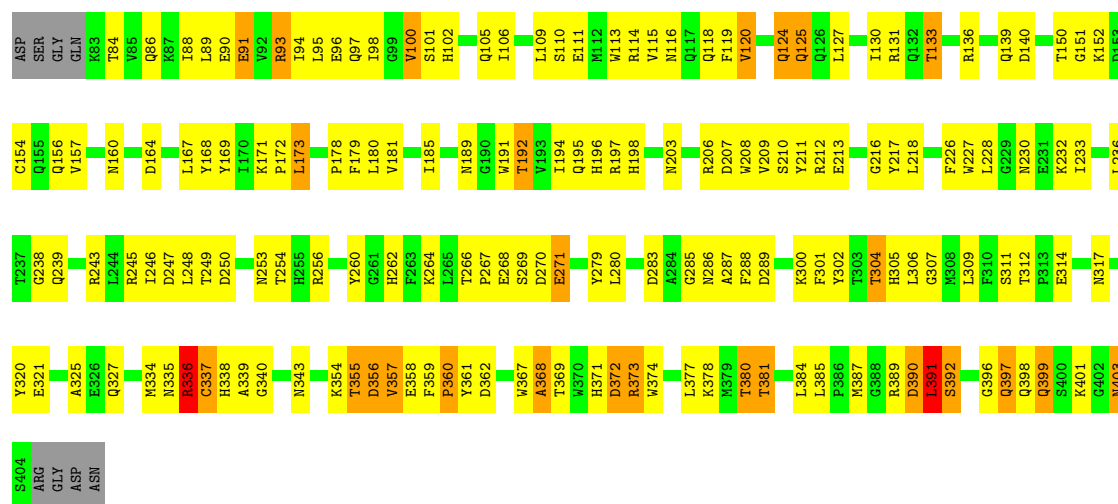 ASP SER GLY GLN K83 T84 V85 Q86 K87 I88 L89 E90 E91 V92 R93 I94 L95 E96 Q97 I98 G99 V100 S101 H102 Q105 I106 L109 S110 E111 M112 W113 R114 V115 N116 Q117 Q118 F119 V120 Q124 Q125 Q126 L127 I130 R131 Q132 T133 R136 Q139 D140 T150 G151 K152 D153
C154 Q155 Q156 V157 N160 D164 L167 Y168 Y169 I170 K171 P172 L173 P178 F179 L180 V181 I185 N189 G190 W191 T192 V193 I194 Q195 H196 R197 H198 N203 R206 D207 W208 V209 S210 Y211 R212 E213 G216 Y217 L218 F226 W227 L228 G229 N230 E231 K232 I233 L236
T237 G238 Q239 R243 L244 R245 I246 D247 L248 T249 D250 N253 T254 H255 R256 Y260 G261 H262 F263 K264 L265 T266 P267 E268 S269 D270 E271 Y279 L280 D283 A284 G285 N286 A287 F288 D289 K300 F301 Y302 T303 T304 H305 L306 G307 M308 L309 F310 S311 T312 P313 E314 N317
Y320 E321 A325 E326 Q327 M334 N335 R336 C337 H338 A339 G340 N343 K354 T355 D356 V357 E358 F359 P360 Y361 D362 W367 A368 T369 W370 H371 D372 R373 W374 L377 K378 M379 T380 T381 L384 L385 P386 M387 G388 R389 D390 L391 S392 G396 Q397 Q398 Q399 S400 K401 G402 N403
S404 ARG GLY ASP ASN